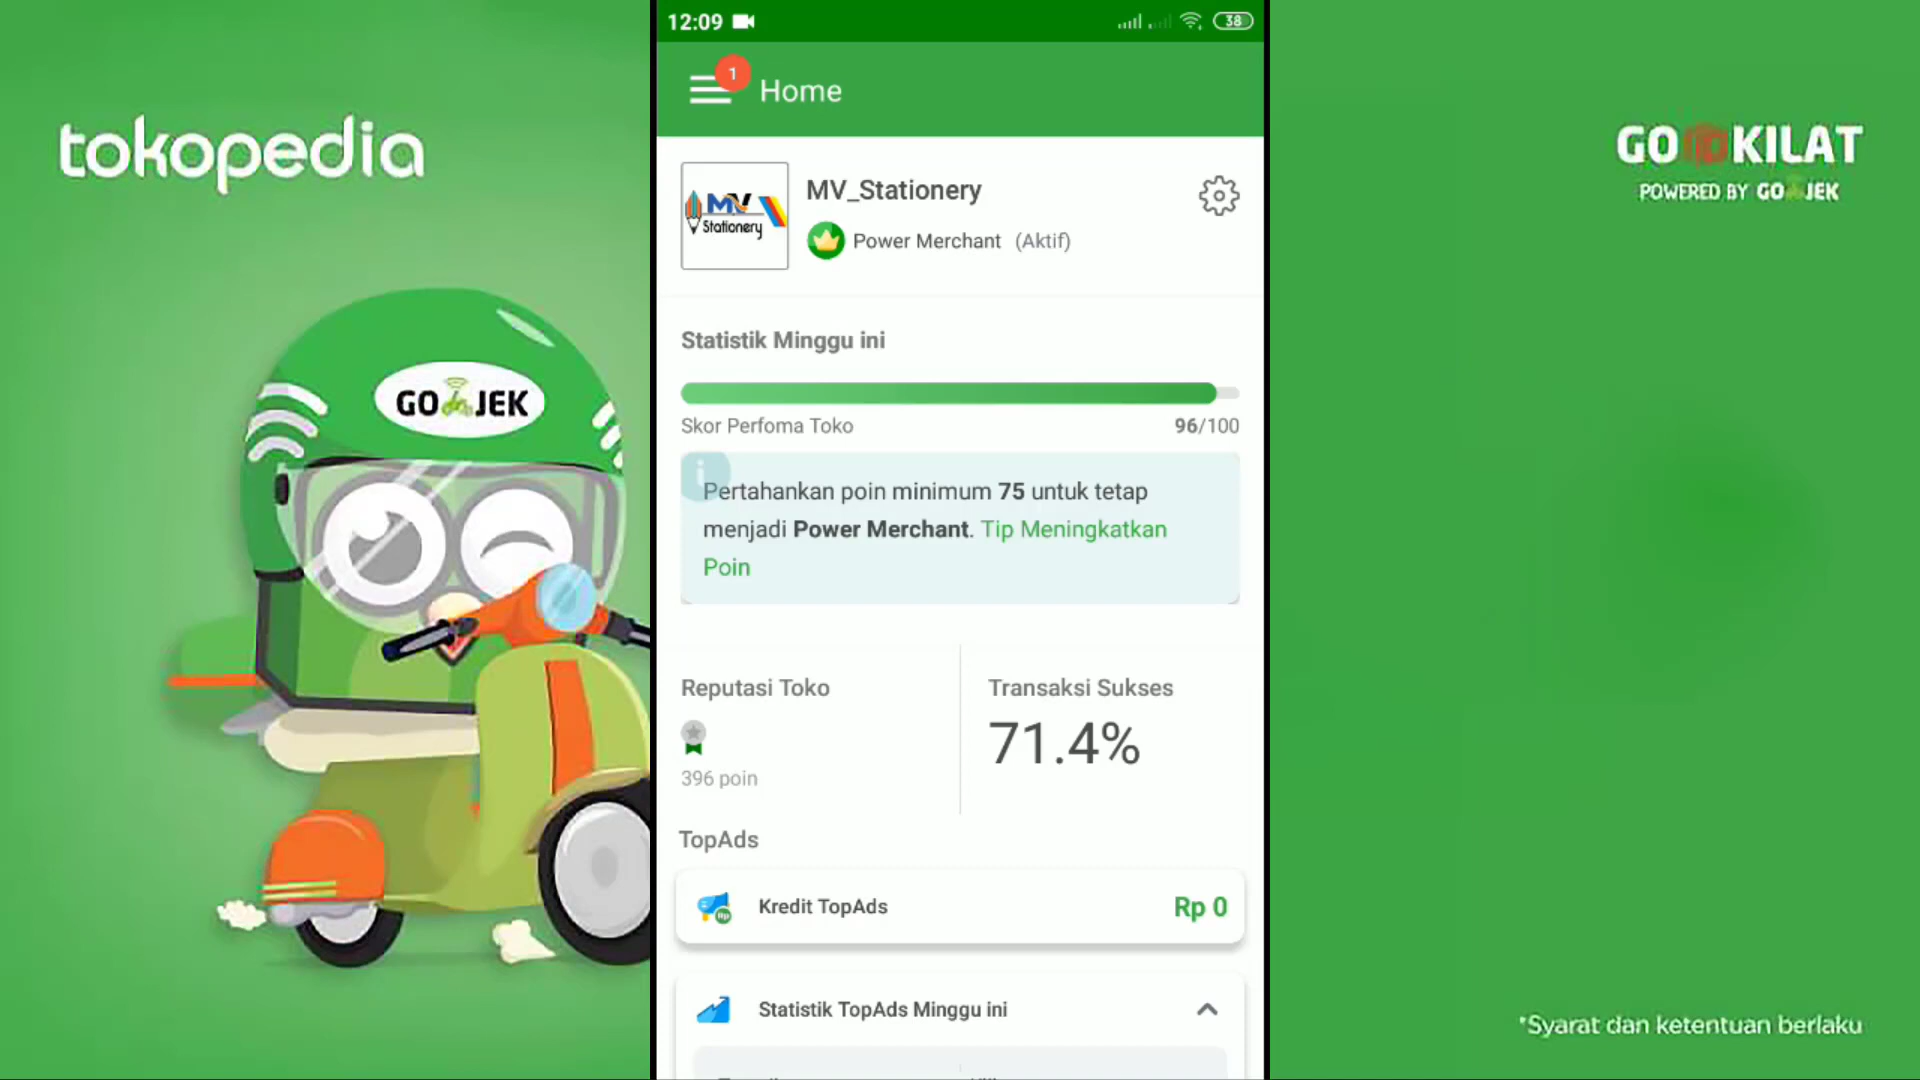 tokopedia
GO-JEK
12:09
38
1
Home
MV
Stationery
MV_Stationery
Power Merchant (Aktif)
Statistik Minggu ini
Skor Perfoma Toko 96/100
i
Pertahankan poin minimum 75 untuk tetap
menjadi Power Merchant. Tip Meningkatkan
Poin
Reputasi Toko
396 poin
Transaksi Sukses
71.4%
TopAds
Rp
Kredit TopAds Rp 0
Statistik TopAds Minggu ini
GO KILAT
POWERED BY GO-JEK
*Syarat dan ketentuan berlaku